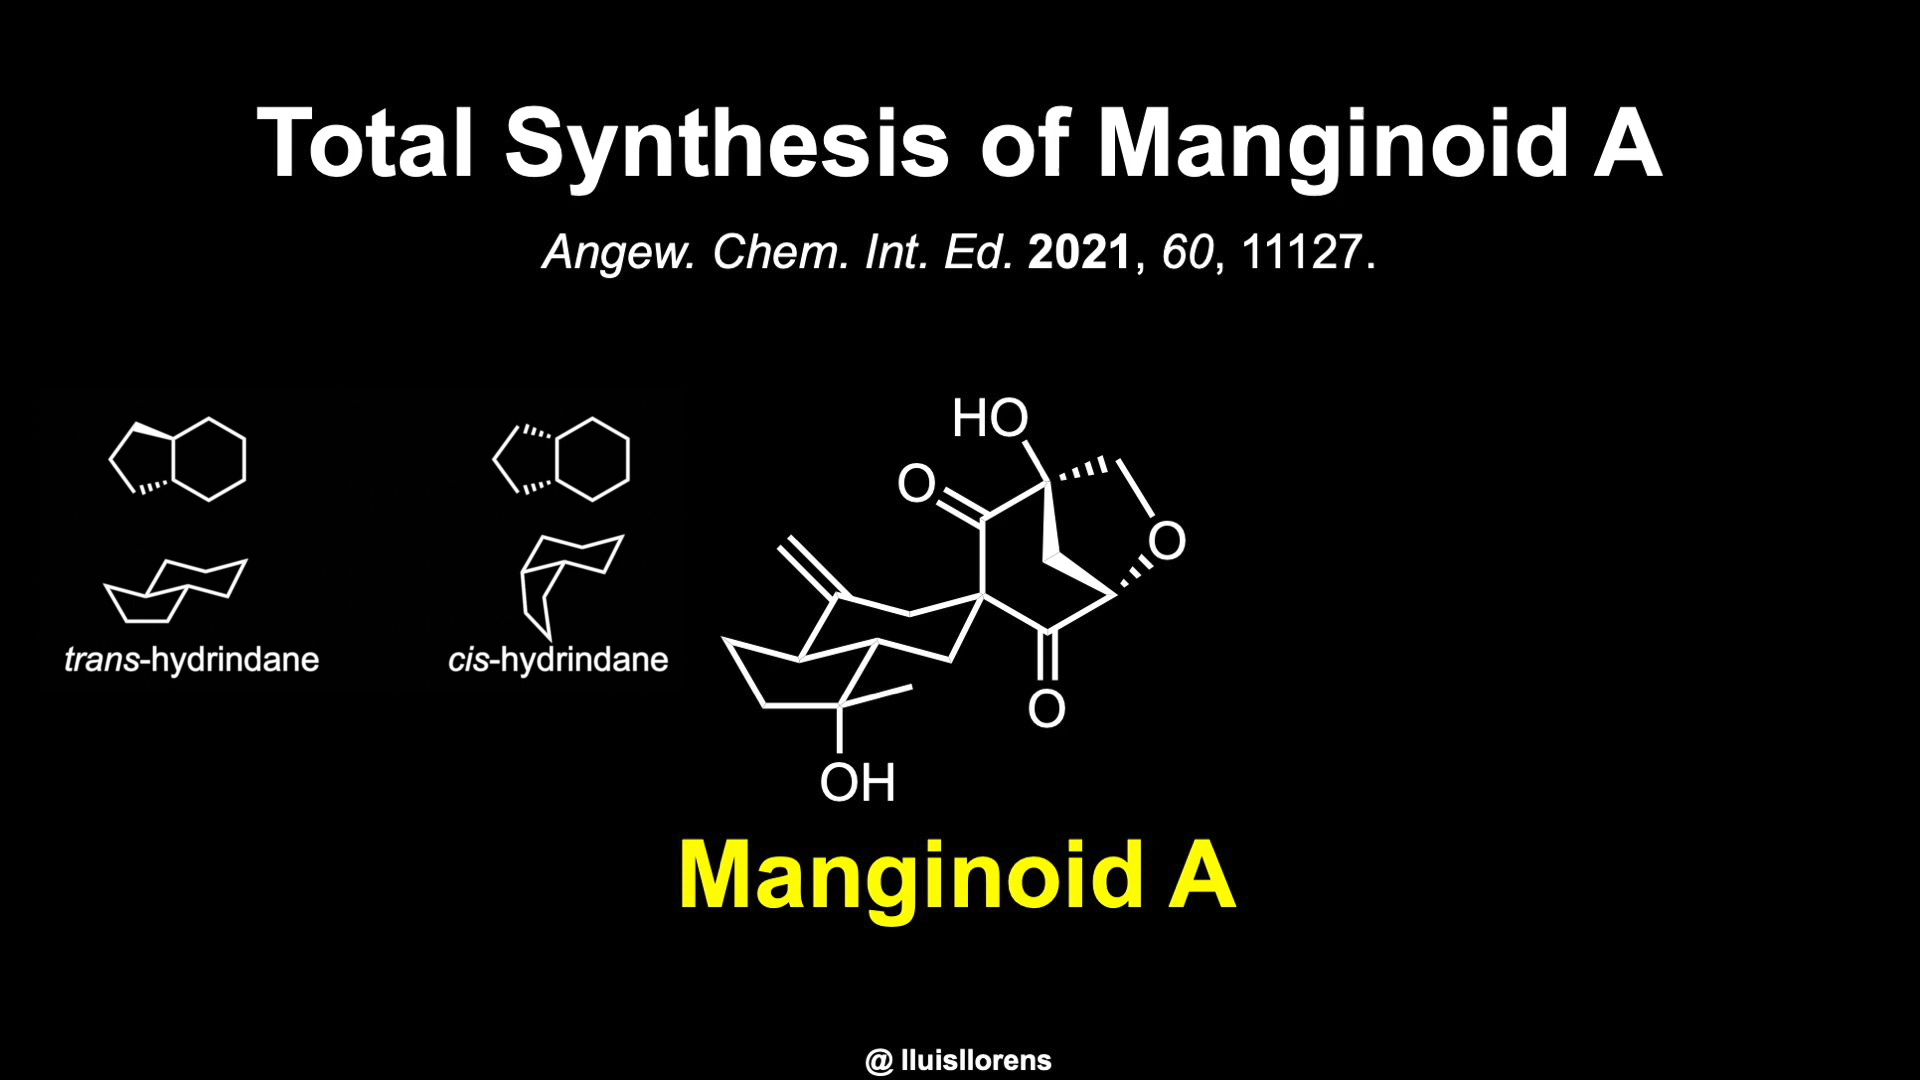 Total Synthesis of Manginoid A
Angew. Chem. Int. Ed. 2021, 60, 11127.
HO
O
O
O
OH
trans-hydrindane
cis-hydrindane
Manginoid A
@ lluisllorens